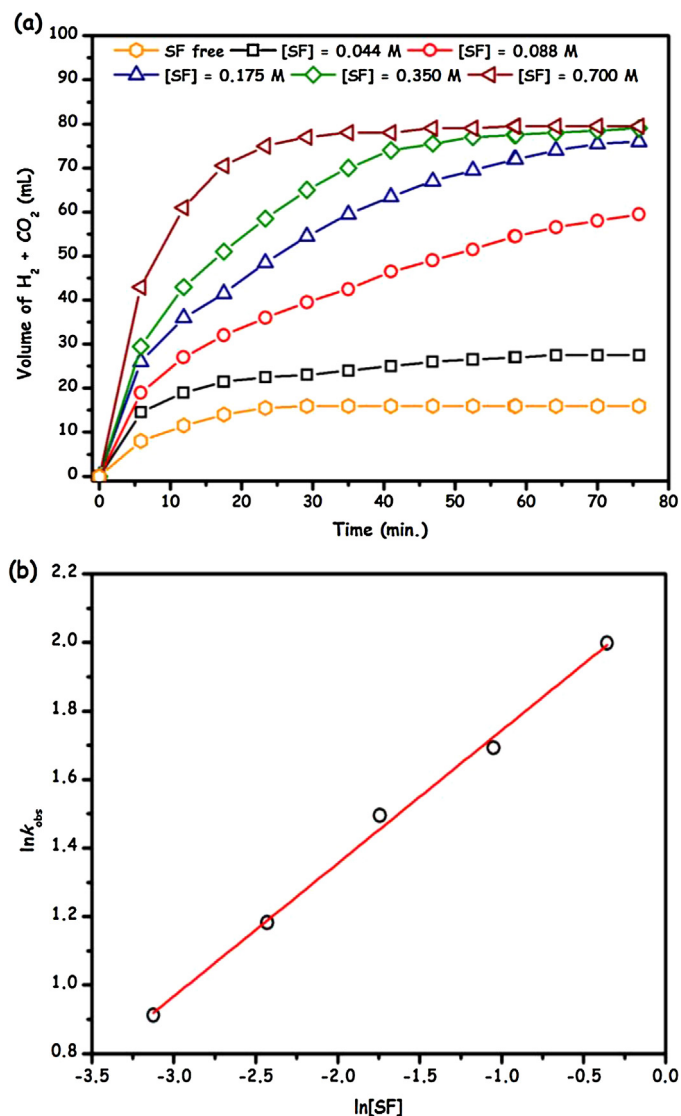 (a)
SF free [SF] = 0.044 M [SF] = 0.088 M
[SF] = 0.175 M [SF] = 0.350 M [SF] = 0.700 M
100
90
80
70
60
50
40
30
20
10
0
Volume of H₂ + CO₂ (mL)
0 10 20 30 40 50 60 70 80
Time (min.)
(b)
2.2
2.0
1.8
1.6
1.4
1.2
1.0
0.8
lnk_obs
-3.5 -3.0 -2.5 -2.0 -1.5 -1.0 -0.5 0.0
ln[SF]